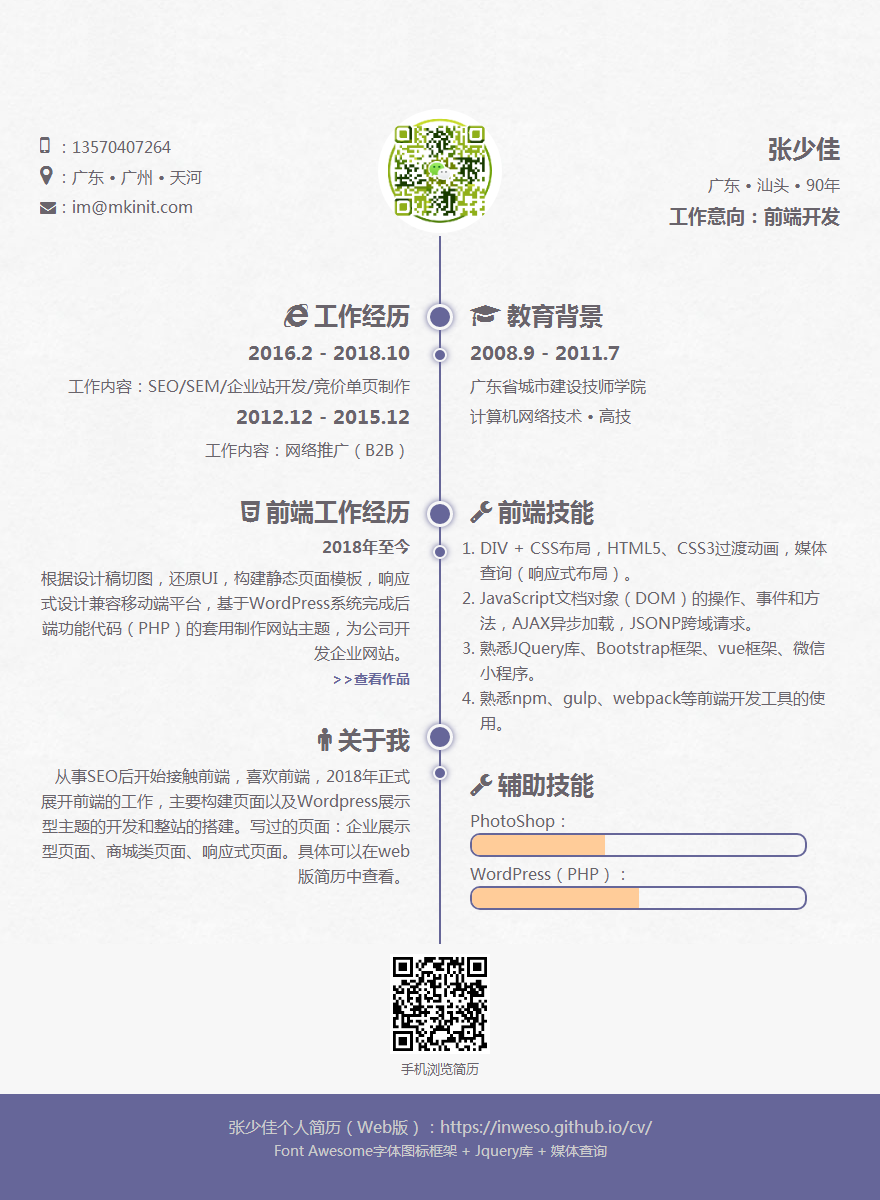 ：13570407264
：广东 • 广州 • 天河
：im@mkinit.com
张少佳
广东 • 汕头 • 90年
工作意向：前端开发
工作经历
2016.2 - 2018.10
工作内容：SEO/SEM/企业站开发/竞价单页制作
2012.12 - 2015.12
工作内容：网络推广（B2B）
教育背景
2008.9 - 2011.7
广东省城市建设技师学院
计算机网络技术 • 高技
前端工作经历
2018年至今
根据设计稿切图，还原UI，构建静态页面模板，响应
式设计兼容移动端平台，基于WordPress系统完成后
端功能代码（PHP）的套用制作网站主题，为公司开
发企业网站。
>>查看作品
前端技能
1. DIV + CSS布局，HTML5、CSS3过渡动画，媒体
查询（响应式布局）。
2. JavaScript文档对象（DOM）的操作、事件和方
法，AJAX异步加载，JSONP跨域请求。
3. 熟悉JQuery库、Bootstrap框架、vue框架、微信
小程序。
4. 熟悉npm、gulp、webpack等前端开发工具的使
用。
关于我
从事SEO后开始接触前端，喜欢前端，2018年正式
展开前端的工作，主要构建页面以及Wordpress展示
型主题的开发和整站的搭建。写过的页面：企业展示
型页面、商城类页面、响应式页面。具体可以在web
版简历中查看。
辅助技能
PhotoShop：
WordPress（PHP）：
手机浏览简历
张少佳个人简历（Web版）：https://inweso.github.io/cv/
Font Awesome字体图标框架 + Jquery库 + 媒体查询